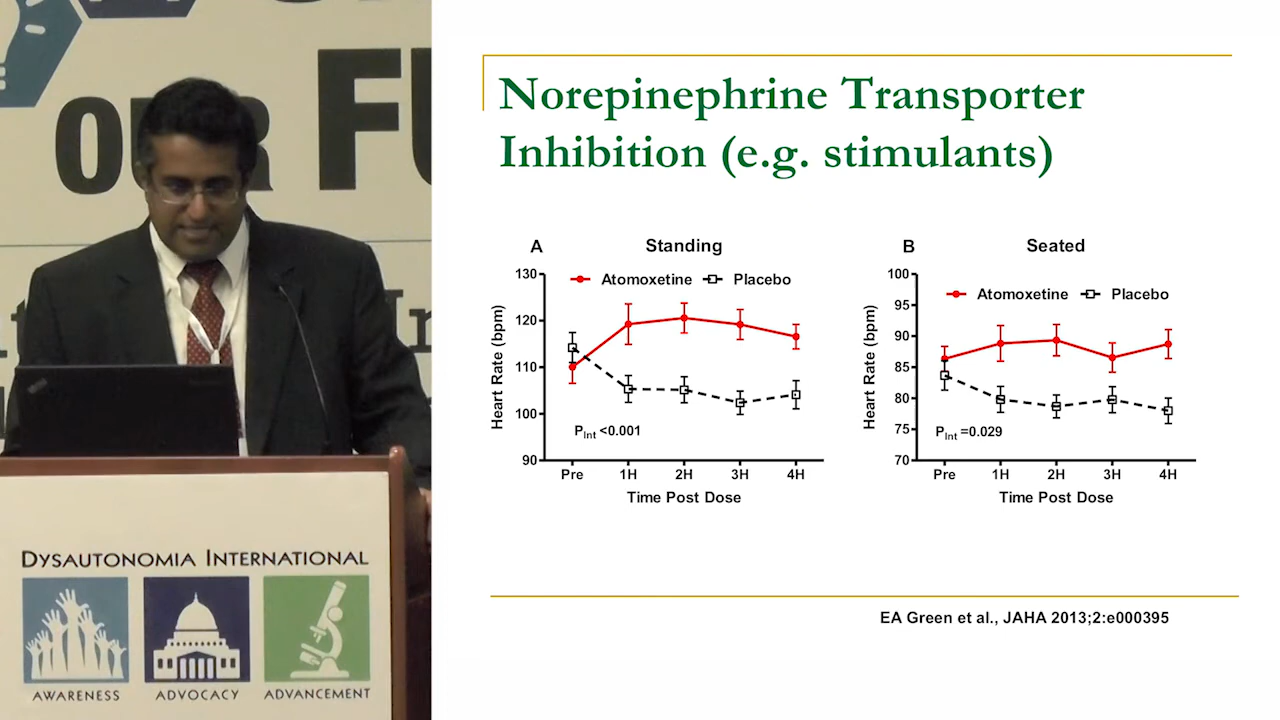 OUR FU
Norepinephrine Transporter
Inhibition (e.g. stimulants)
A
Standing
Atomoxetine
Placebo
130
120
110
100
90
Heart Rate (bpm)
P_Int <0.001
Pre
1H
2H
3H
4H
Time Post Dose
B
Seated
Atomoxetine
Placebo
100
95
90
85
80
75
70
Heart Rate (bpm)
P_Int =0.029
Pre
1H
2H
3H
4H
Time Post Dose
EA Green et al., JAHA 2013;2:e000395
DYSAUTONOMIA INTERNATIONAL
AWARENESS
ADVOCACY
ADVANCEMENT